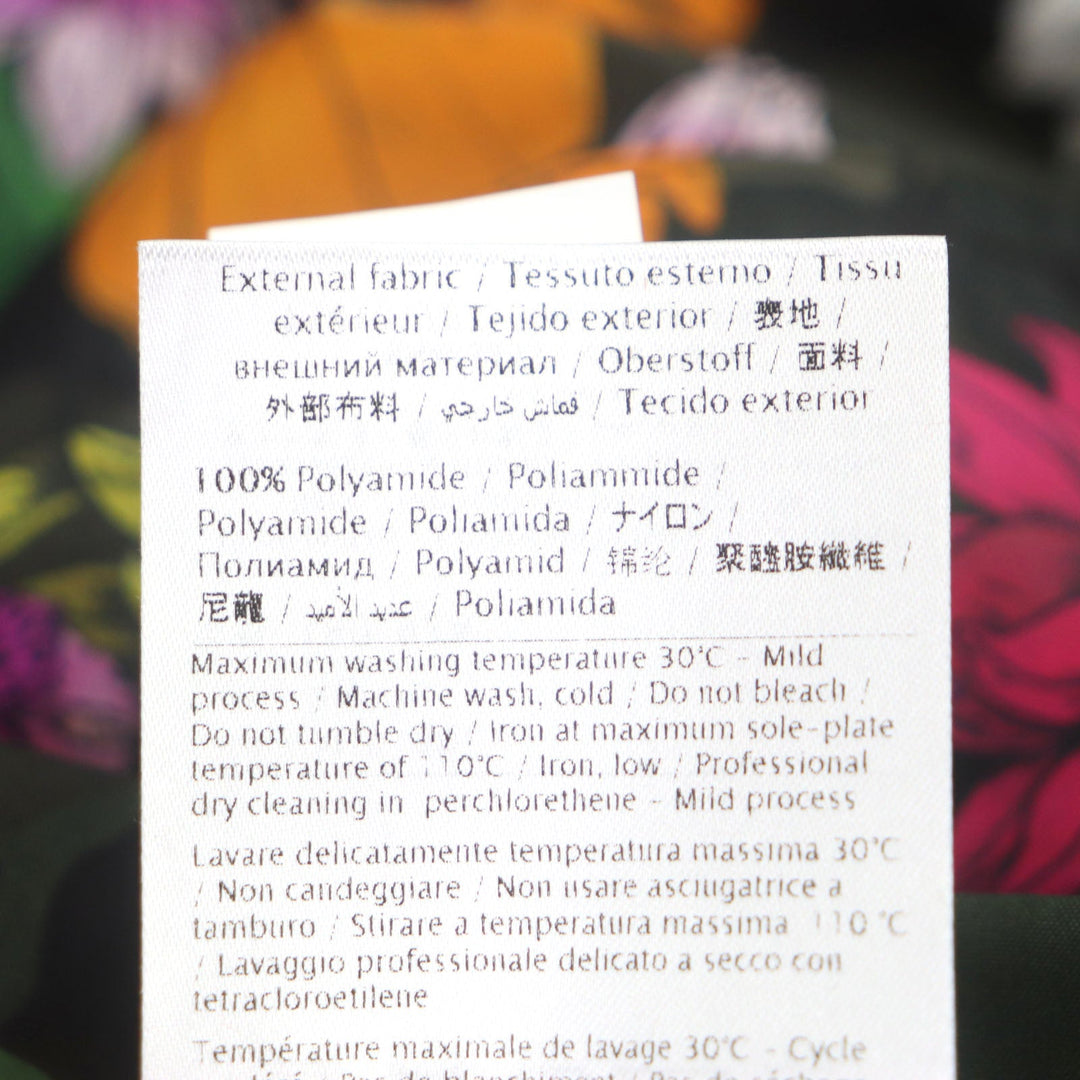 External fabric / Tessuto esterno / Tissu
extérieur / Tejido exterior / 表地 /
внешний материал / Oberstoff / 面料 /
外部布料 / قماش خارجي / Tecido exterior
100% Polyamide / Poliammide /
Polyamide / Poliamida / ナイロン /
Полиамид / Polyamid / 锦纶 / 聚醯胺纖維 /
尼龍 / عديد الأميد / Poliamida
Maximum washing temperature 30°C - Mild
process / Machine wash, cold / Do not bleach /
Do not tumble dry / Iron at maximum sole-plate
temperature of 110°C / Iron, low / Professional
dry cleaning in perchlorethene - Mild process
Lavare delicatamente temperatura massima 30°C
/ Non candeggiare / Non usare asciugatrice a
tamburo / Stirare a temperatura massima 110 °C
/ Lavaggio professionale delicato a secco con
tetracloroetilene
Température maximale de lavage 30°C - Cycle
/ Pas de blanchiment / Pas de